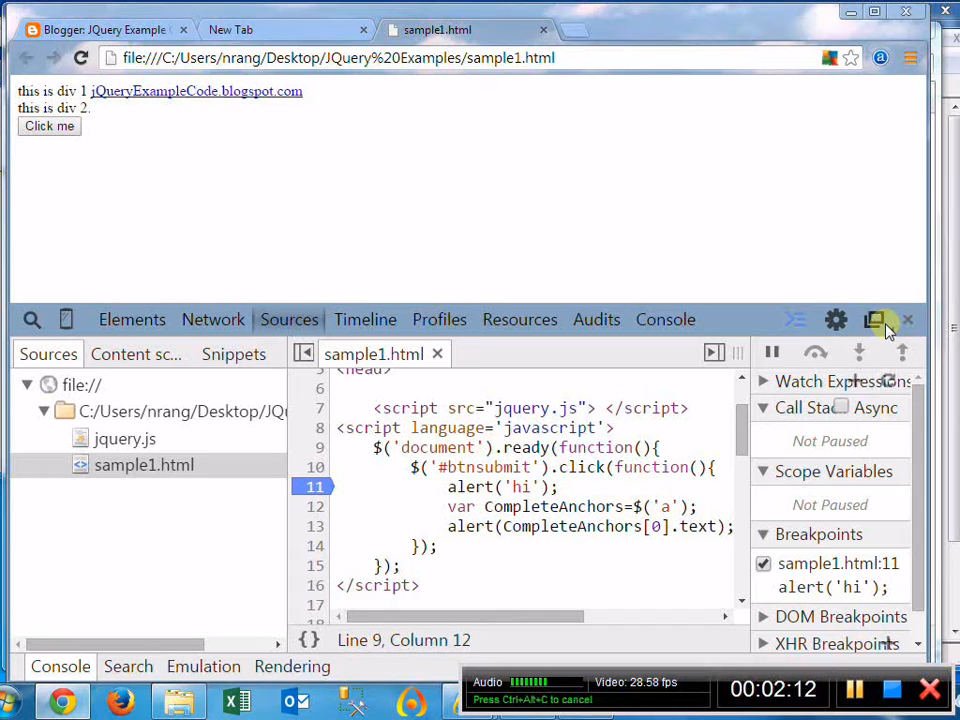 Blogger: JQuery Example
New Tab
sample1.html
file:///C:/Users/nrang/Desktop/JQuery%20Examples/sample1.html
this is div 1 jQueryExampleCode.blogspot.com
this is div 2.
Click me
Elements Network Sources Timeline Profiles Resources Audits Console
Sources Content sc... Snippets
sample1.html
file://
C:/Users/nrang/Desktop/JQu
jquery.js
sample1.html
5 <head>
6
7 <script src="jquery.js"> </script>
8 <script language='javascript'>
9 $('document').ready(function(){
10 $('#btnsubmit').click(function(){
11 alert('hi');
12 var CompleteAnchors=$('a');
13 alert(CompleteAnchors[0].text);
14 });
15 });
16 </script>
17
18
{} Line 9, Column 12
Watch Expressions
Call Stack Async
Not Paused
Scope Variables
Not Paused
Breakpoints
sample1.html:11
alert('hi');
DOM Breakpoints
XHR Breakpoints
Console Search Emulation Rendering
Audio
Video: 28.58 fps
Press Ctrl+Alt+C to cancel
00:02:12